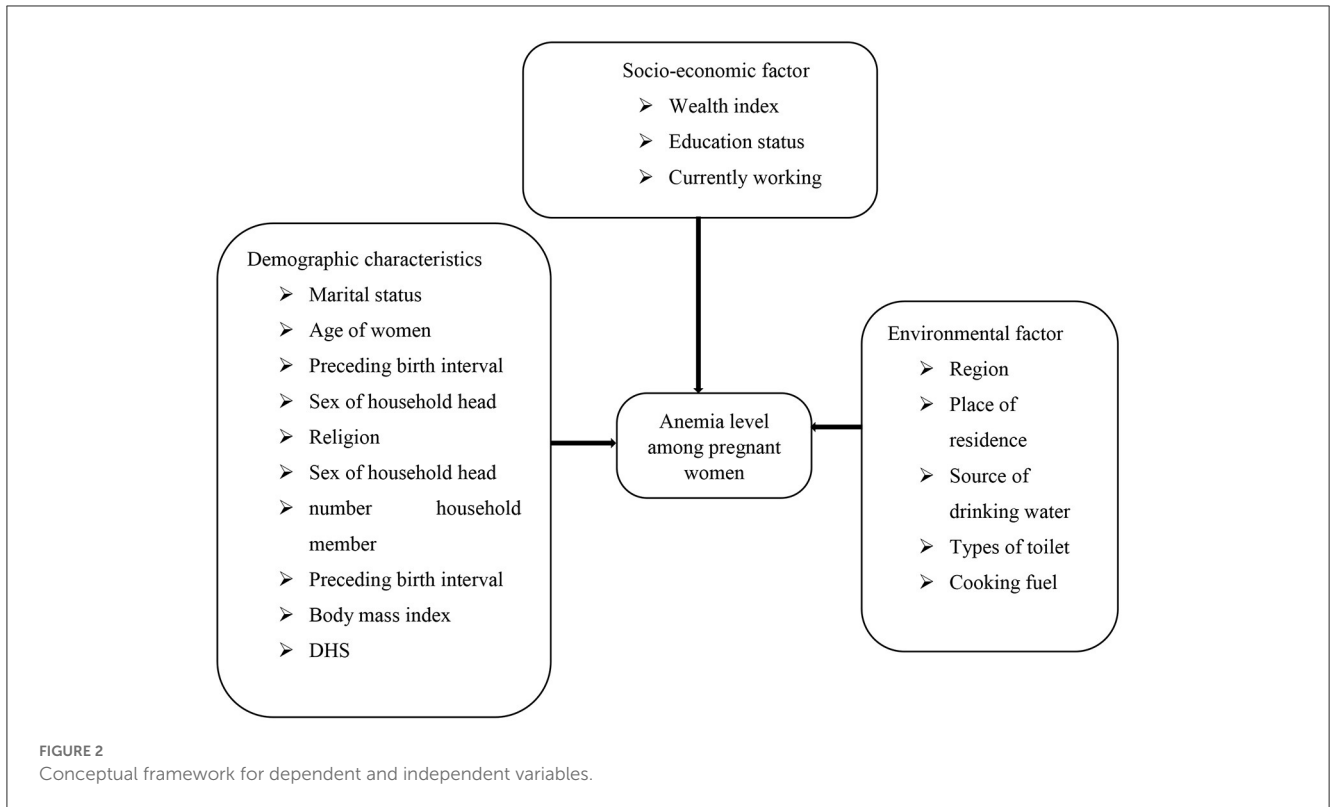 Socio-economic factor
➢ Wealth index
➢ Education status
➢ Currently working
Demographic characteristics
➢ Marital status
➢ Age of women
➢ Preceding birth interval
➢ Sex of household head
➢ Religion
➢ Sex of household head
➢ number household
member
➢ Preceding birth interval
➢ Body mass index
➢ DHS
Anemia level
among pregnant
women
Environmental factor
➢ Region
➢ Place of
residence
➢ Source of
drinking water
➢ Types of toilet
➢ Cooking fuel
FIGURE 2
Conceptual framework for dependent and independent variables.